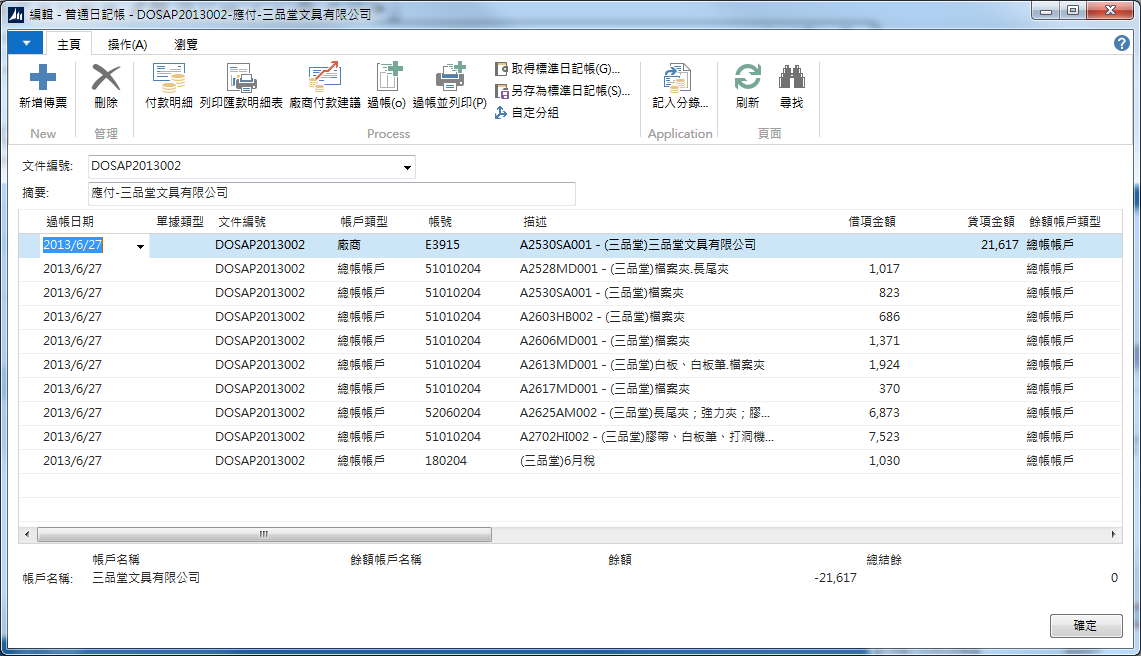 編輯 - 普通日記帳 - DOSAP2013002-應付-三品堂文具有限公司
主頁 操作(A) 瀏覽
新增傳票 刪除 付款明細 列印匯款明細表 廠商付款建議 過帳(o) 過帳並列印(P) 取得標準日記帳(G)... 記入分錄... 刷新 尋找
另存為標準日記帳(S)...
自定分組
New 管理 Process Application 頁面
文件編號: DOSAP2013002
摘要: 應付-三品堂文具有限公司
過帳日期 單據類型 文件編號 帳戶類型 帳號 描述 借項金額 貸項金額 餘額帳戶類型
2013/6/27 DOSAP2013002 廠商 E3915 A2530SA001 - (三品堂)三品堂文具有限公司 21,617 總帳帳戶
2013/6/27 DOSAP2013002 總帳帳戶 51010204 A2528MD001 - (三品堂)檔案夾.長尾夾 1,017 總帳帳戶
2013/6/27 DOSAP2013002 總帳帳戶 51010204 A2530SA001 - (三品堂)檔案夾 823 總帳帳戶
2013/6/27 DOSAP2013002 總帳帳戶 51010204 A2603HB002 - (三品堂)檔案夾 686 總帳帳戶
2013/6/27 DOSAP2013002 總帳帳戶 51010204 A2606MD001 - (三品堂)檔案夾 1,371 總帳帳戶
2013/6/27 DOSAP2013002 總帳帳戶 51010204 A2613MD001 - (三品堂)白板、白板筆.檔案夾 1,924 總帳帳戶
2013/6/27 DOSAP2013002 總帳帳戶 51010204 A2617MD001 - (三品堂)檔案夾 370 總帳帳戶
2013/6/27 DOSAP2013002 總帳帳戶 52060204 A2625AM002 - (三品堂)長尾夾；強力夾；膠... 6,873 總帳帳戶
2013/6/27 DOSAP2013002 總帳帳戶 51010204 A2702HI002 - (三品堂)膠帶、白板筆、打洞機... 7,523 總帳帳戶
2013/6/27 DOSAP2013002 總帳帳戶 180204 (三品堂)6月稅 1,030 總帳帳戶
帳戶名稱 餘額帳戶名稱 餘額 總結餘
帳戶名稱: 三品堂文具有限公司 -21,617 0
確定